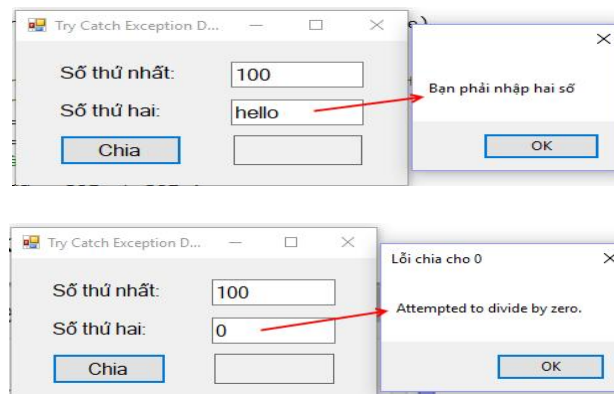 Try Catch Exception D...
Số thứ nhất:
100
Số thứ hai:
hello
Chia
Bạn phải nhập hai số
OK
Try Catch Exception D...
Số thứ nhất:
100
Số thứ hai:
0
Chia
Lỗi chia cho 0
Attempted to divide by zero.
OK